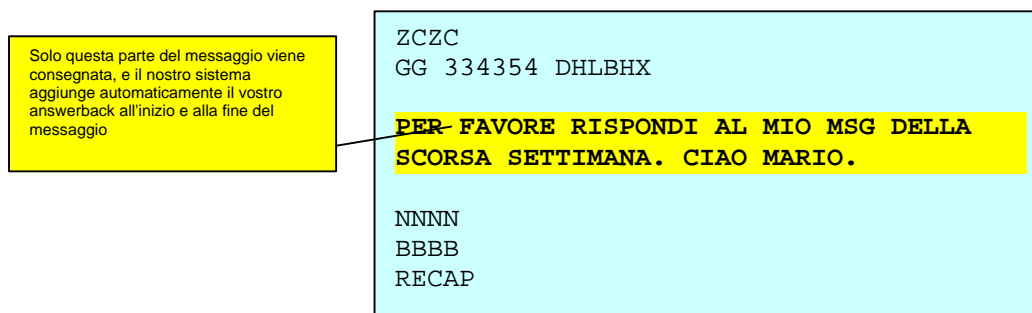 Solo questa parte del messaggio viene
consegnata, e il nostro sistema
aggiunge automaticamente il vostro
answerback all'inizio e alla fine del
messaggio
ZCZC
GG 334354 DHLBHX
PER FAVORE RISPONDI AL MIO MSG DELLA
SCORSA SETTIMANA. CIAO MARIO.
NNNN
BBBB
RECAP